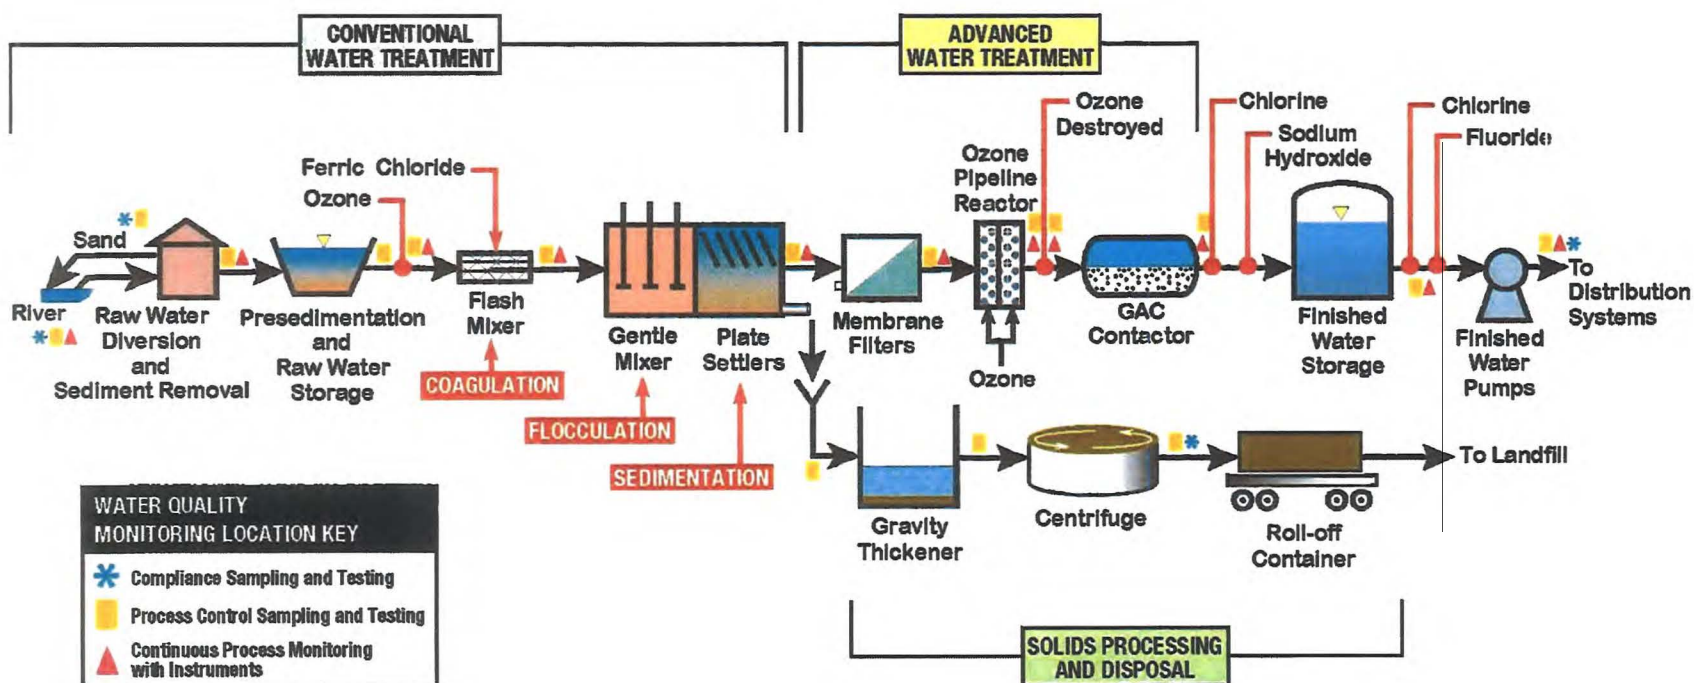 CONVENTIONAL
WATER TREATMENT
ADVANCED
WATER TREATMENT
Ozone
Destroyed
Chlorine
Sodium
Hydroxide
Chlorine
Fluoride
Ferric Chloride
Ozone
Ozone
Pipeline
Reactor
Sand
River
Raw Water
Diversion
and
Sediment Removal
Presedimentation
and
Raw Water
Storage
Flash
Mixer
COAGULATION
Gentle
Mixer
FLOCCULATION
Plate
Settlers
SEDIMENTATION
Membrane
Filters
Ozone
GAC
Contactor
Finished
Water
Storage
Finished
Water
Pumps
To
Distribution
Systems
Gravity
Thickener
Centrifuge
Roll-off
Container
To Landfill
WATER QUALITY
MONITORING LOCATION KEY
Compliance Sampling and Testing
Process Control Sampling and Testing
Continuous Process Monitoring
with Instruments
SOLIDS PROCESSING
AND DISPOSAL